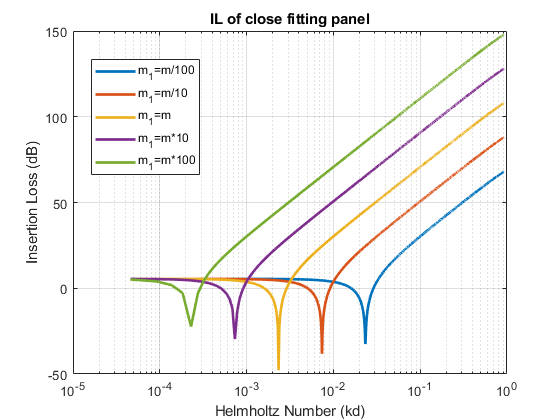 IL of close fitting panel
150
100
50
0
-50
Insertion Loss (dB)
m1=m/100
m1=m/10
m1=m
m1=m*10
m1=m*100
10-5
10-4
10-3
10-2
10-1
100
Helmholtz Number (kd)